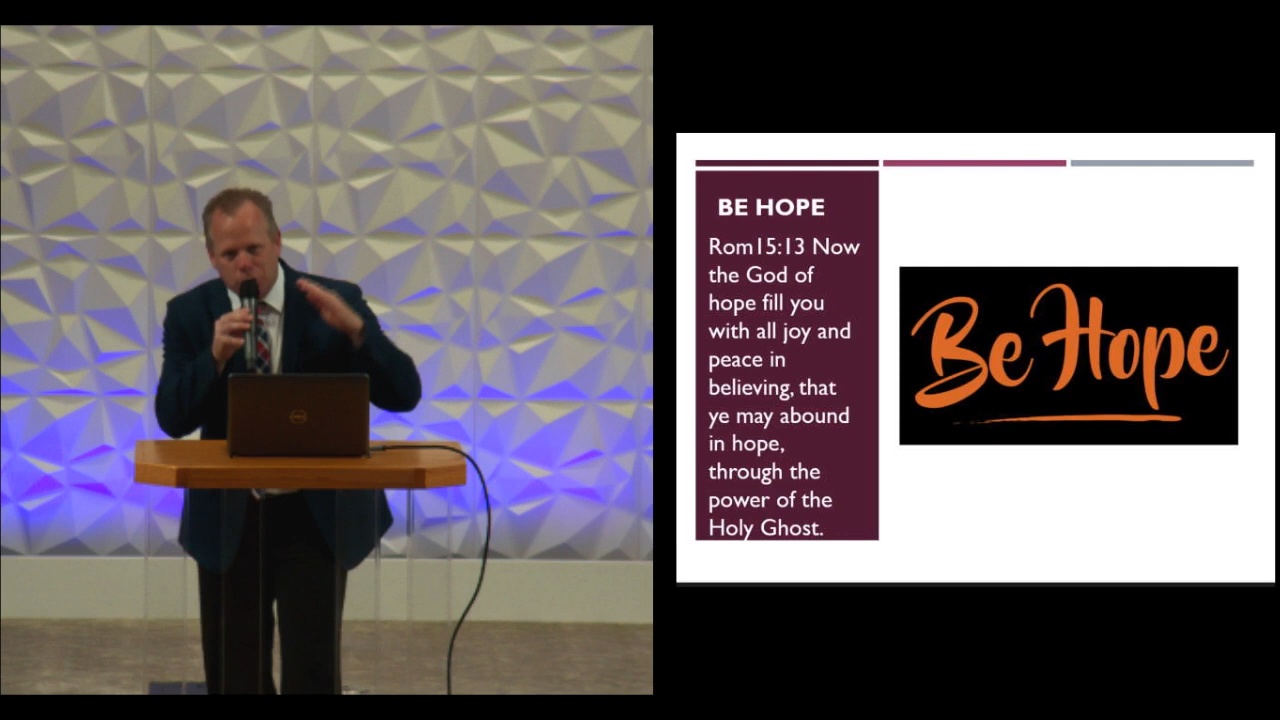 BE HOPE
Rom15:13 Now
the God of
hope fill you
with all joy and
peace in
believing, that
ye may abound
in hope,
through the
power of the
Holy Ghost.
Be Hope
DELL